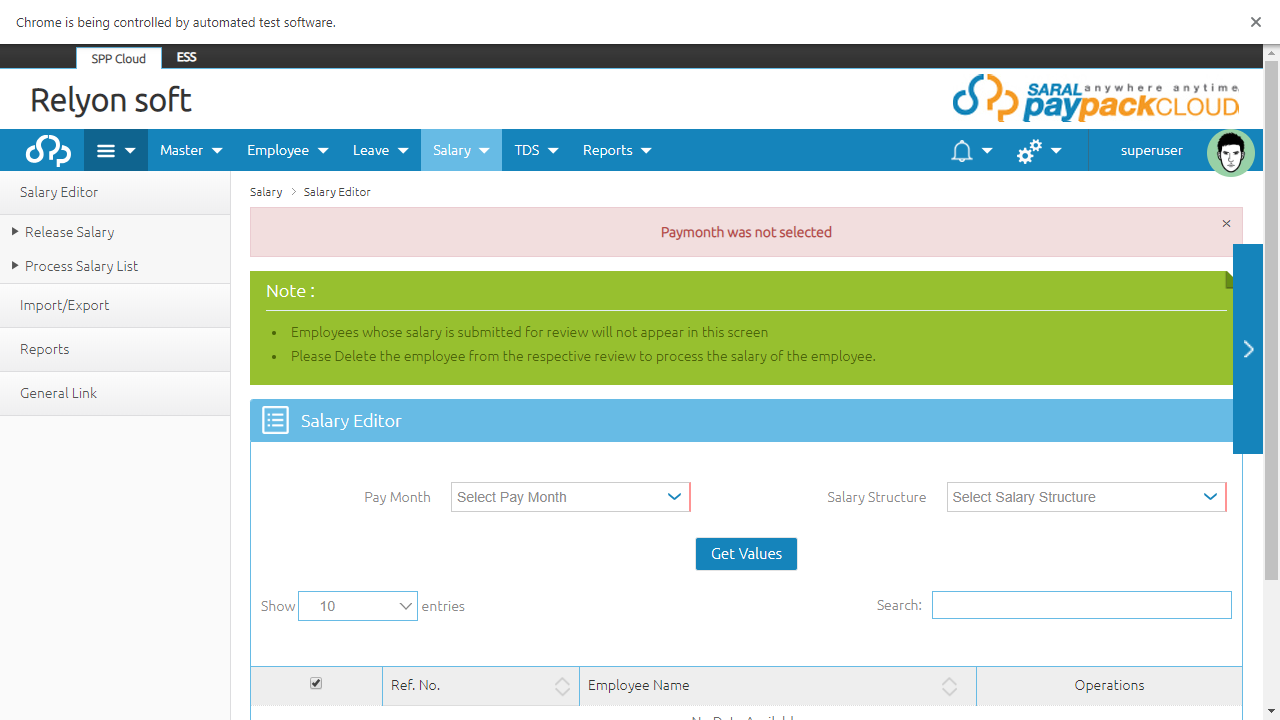 Chrome is being controlled by automated test software.
SPP Cloud
ESS
Relyon soft
SARAL anywhere anytime
paypackCLOUD
Master
Employee
Leave
Salary
TDS
Reports
superuser
Salary Editor
Release Salary
Process Salary List
Import/Export
Reports
General Link
Salary > Salary Editor
Paymonth was not selected
×
Note :
• Employees whose salary is submitted for review will not appear in this screen
• Please Delete the employee from the respective review to process the salary of the employee.
Salary Editor
Pay Month
Select Pay Month
Salary Structure
Select Salary Structure
Get Values
Show 10 entries
Search:
Ref. No.
Employee Name
Operations
No Data Available